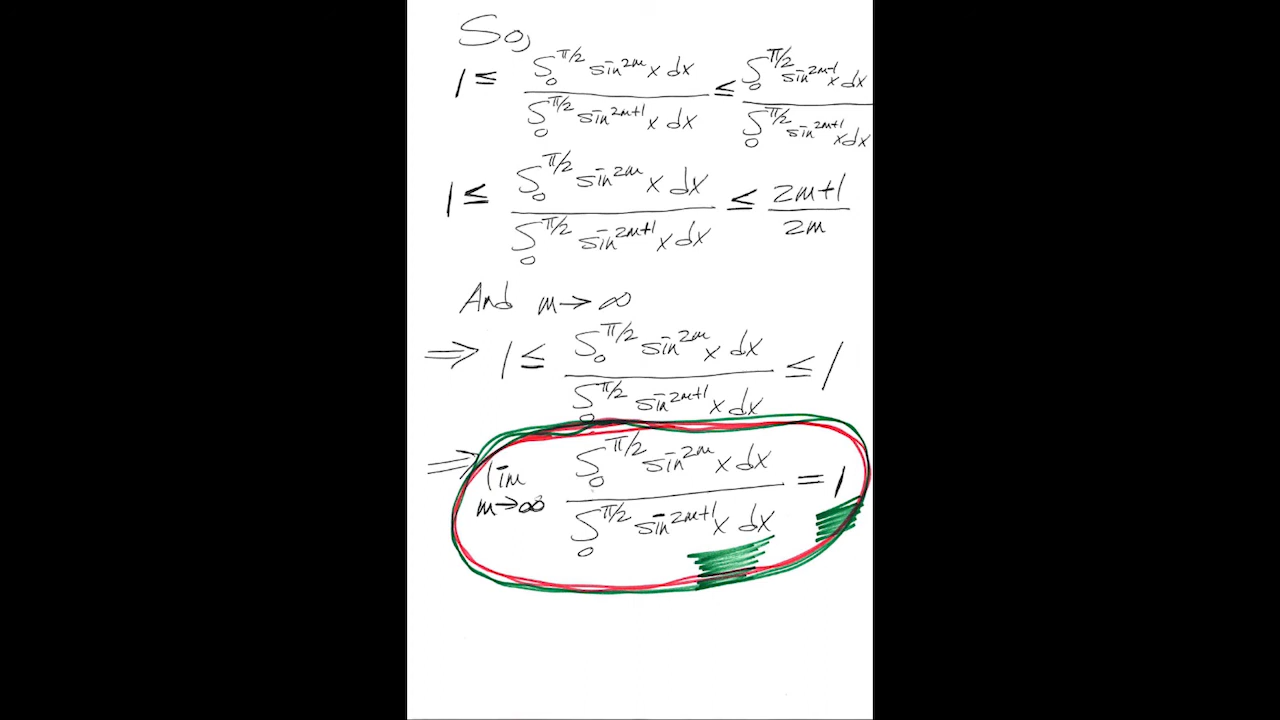 So,
1 ≤ ∫₀^{π/2} sin^{2m} x dx / ∫₀^{π/2} sin^{2m+1} x dx ≤ ∫₀^{π/2} sin^{2m-1} x dx / ∫₀^{π/2} sin^{2m+1} x dx
1 ≤ ∫₀^{π/2} sin^{2m} x dx / ∫₀^{π/2} sin^{2m+1} x dx ≤ 2m+1 / 2m
And m → ∞
⇒ 1 ≤ ∫₀^{π/2} sin^{2m} x dx / ∫₀^{π/2} sin^{2m+1} x dx ≤ 1
⇒ lim m→∞ ∫₀^{π/2} sin^{2m} x dx / ∫₀^{π/2} sin^{2m+1} x dx = 1